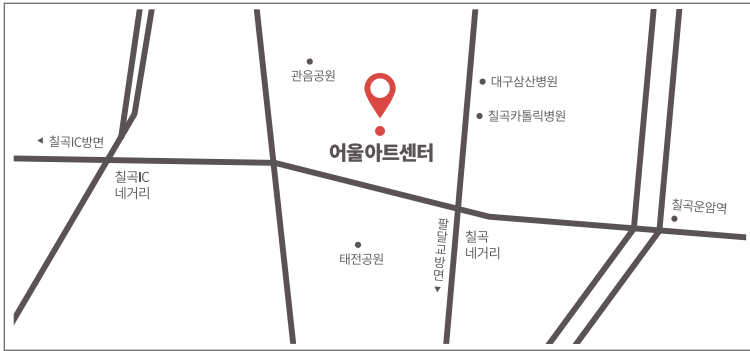 관음공원
대구삼산병원
칠곡카톨릭병원
◀ 칠곡IC방면
어울아트센터
칠곡IC
네거리
칠곡운암역
팔달교방면
▼
칠곡
네거리
태전공원